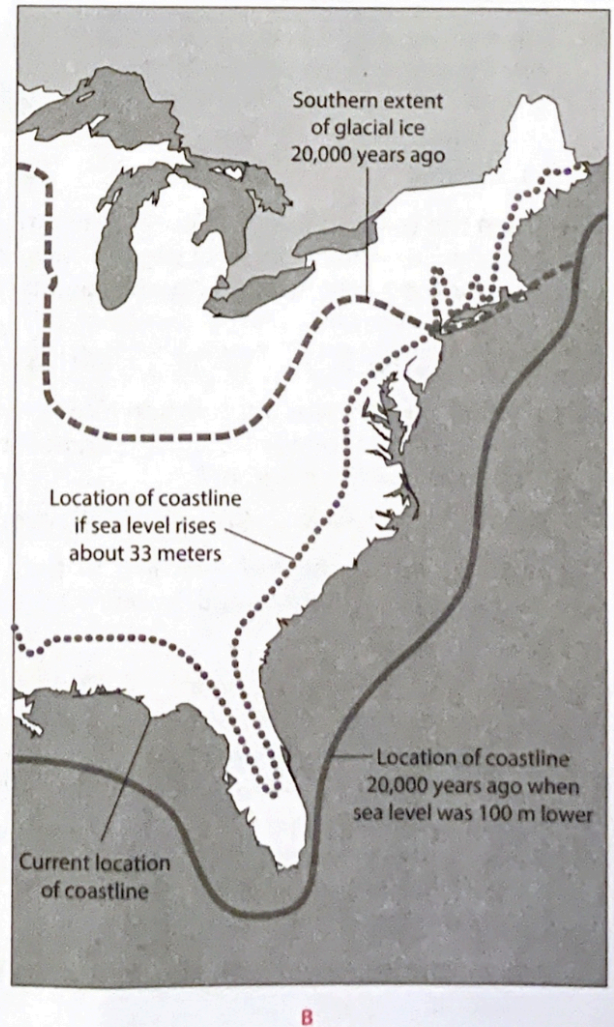 Southern extent
of glacial ice
20,000 years ago
Location of coastline
if sea level rises
about 33 meters
Location of coastline
20,000 years ago when
sea level was 100 m lower
Current location
of coastline
B